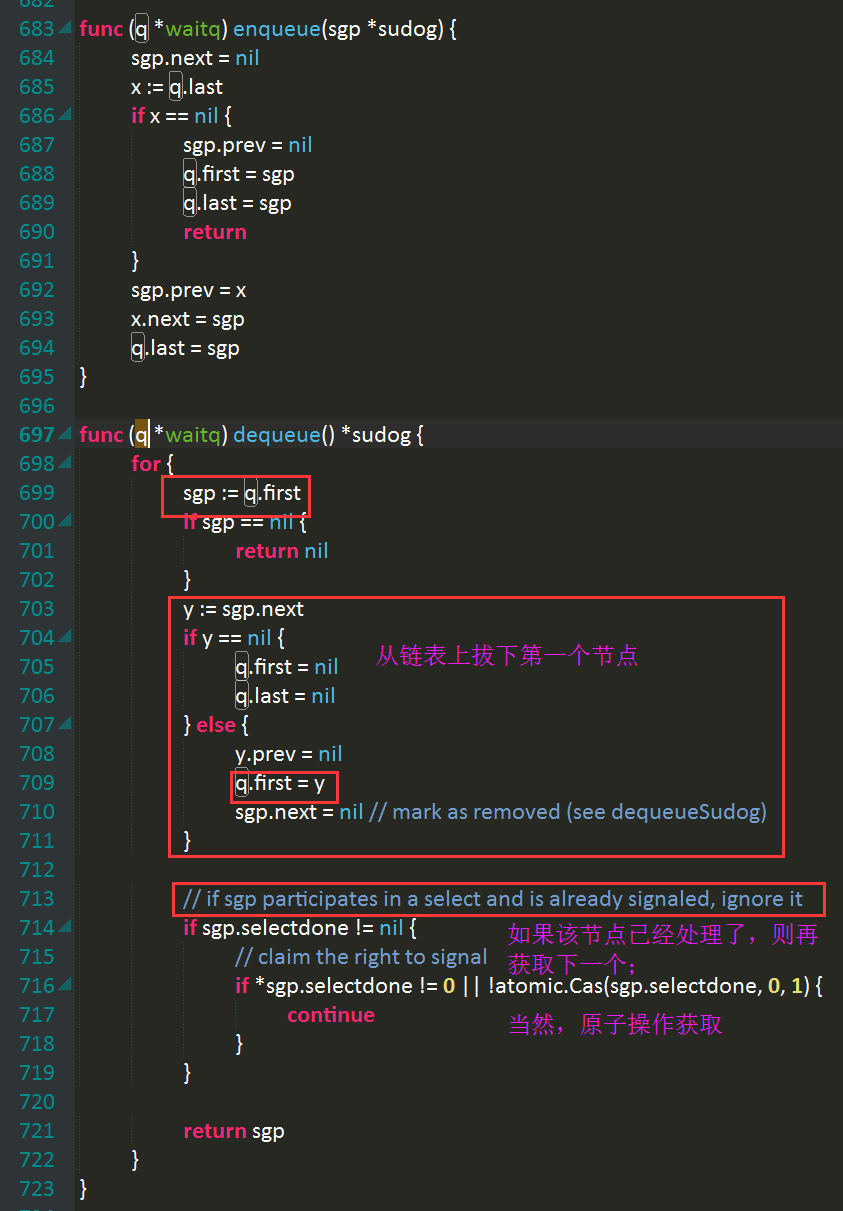 683 func (q *waitq) enqueue(sgp *sudog) {
684 sgp.next = nil
685 x := q.last
686 if x == nil {
687 sgp.prev = nil
688 q.first = sgp
689 q.last = sgp
690 return
691 }
692 sgp.prev = x
693 x.next = sgp
694 q.last = sgp
695 }
696
697 func (q *waitq) dequeue() *sudog {
698 for {
699 sgp := q.first
700 if sgp == nil {
701 return nil
702 }
703 y := sgp.next
704 if y == nil {
从链表上拔下第一个节点
705 q.first = nil
706 q.last = nil
707 } else {
708 y.prev = nil
709 q.first = y
710 sgp.next = nil // mark as removed (see dequeueSudog)
711 }
712
713 // if sgp participates in a select and is already signaled, ignore it
714 if sgp.selectdone != nil {
如果该节点已经处理了，则再
715 // claim the right to signal
获取下一个；
716 if *sgp.selectdone != 0 || !atomic.Cas(sgp.selectdone, 0, 1) {
717 continue
当然，原子操作获取
718 }
719 }
720
721 return sgp
722 }
723 }